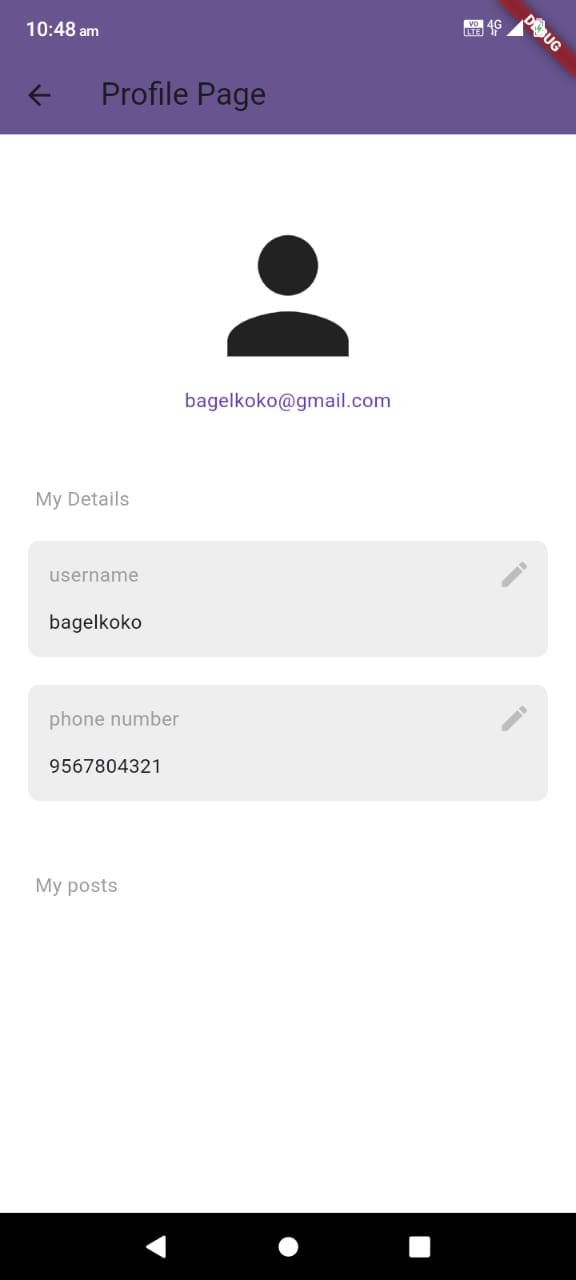 10:48 am
VO
LTE
4G
DEBUG
Profile Page
bagelkoko@gmail.com
My Details
username
bagelkoko
phone number
9567804321
My posts